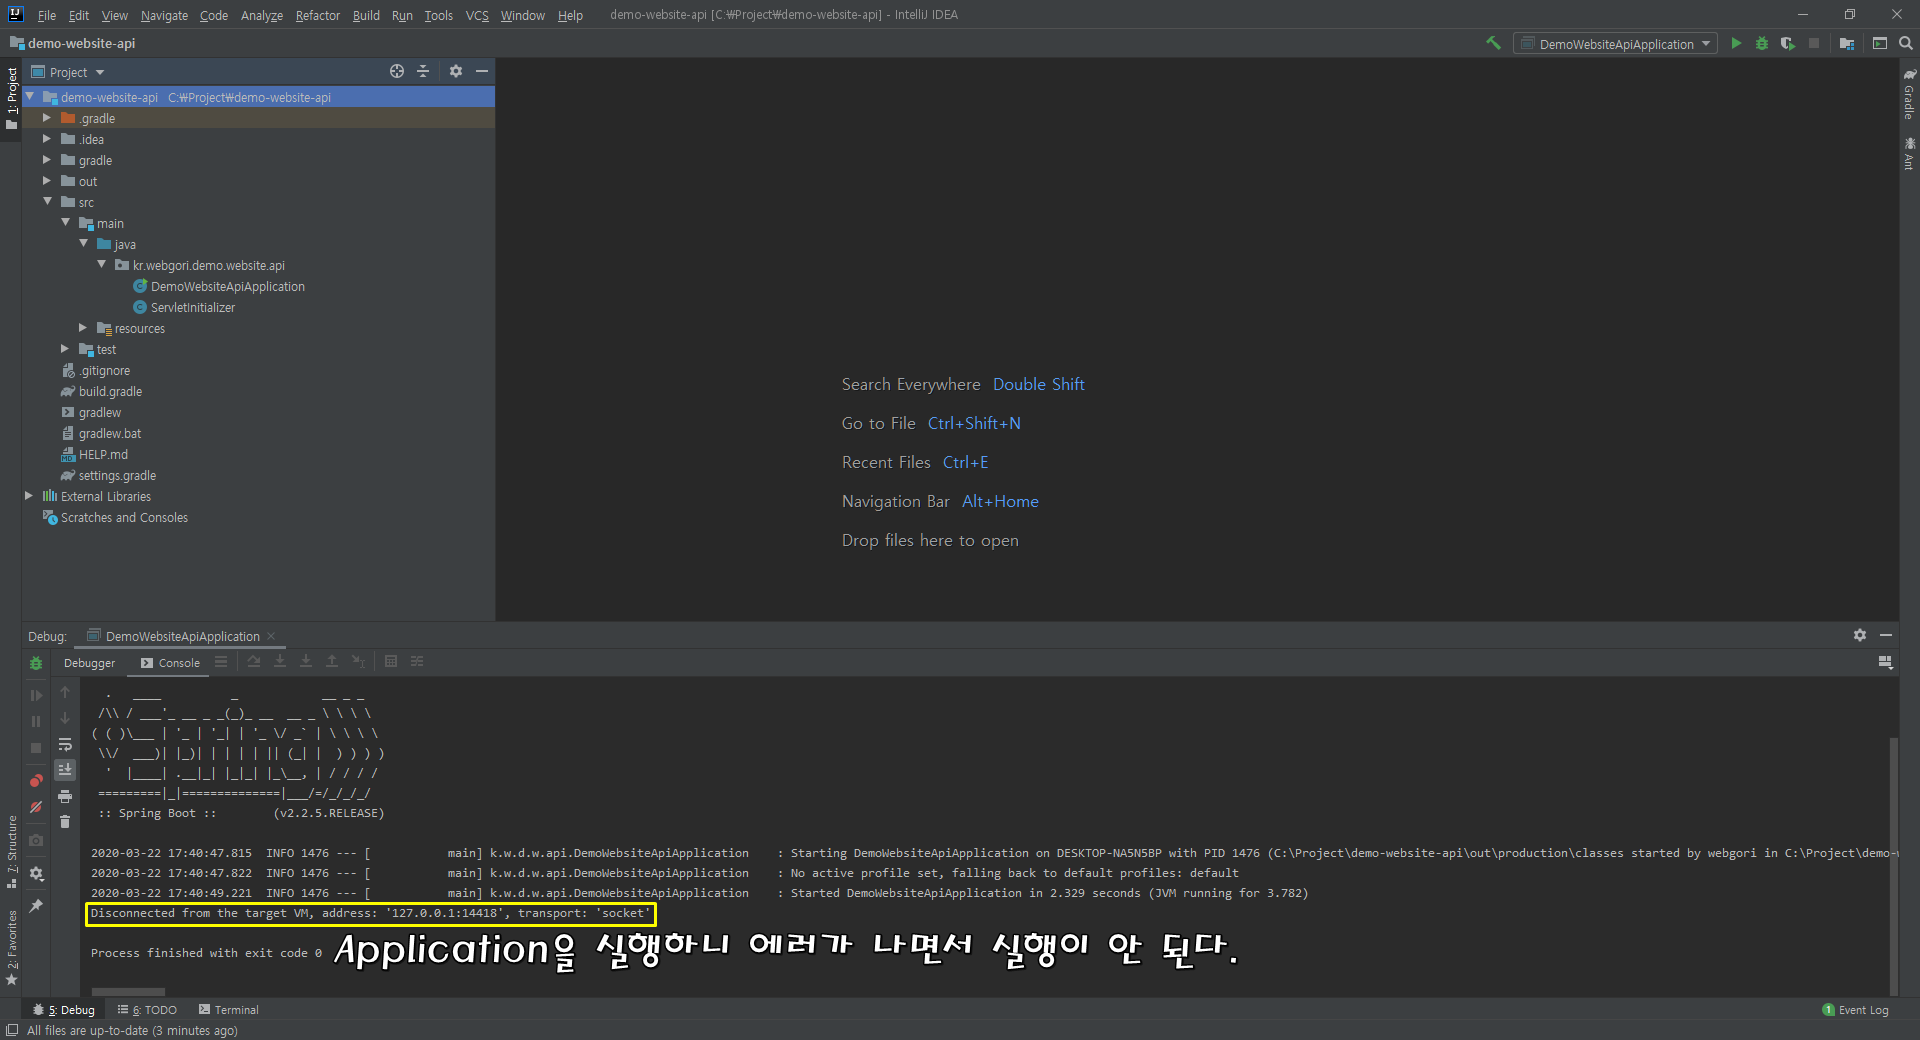 File Edit View Navigate Code Analyze Refactor Build Run Tools VCS Window Help demo-website-api [C:₩Project₩demo-website-api] - IntelliJ IDEA
demo-website-api
DemoWebsiteApiApplication
1: Project
Project
demo-website-api C:₩Project₩demo-website-api
.gradle
.idea
gradle
out
src
main
java
kr.webgori.demo.website.api
DemoWebsiteApiApplication
ServletInitializer
resources
test
.gitignore
build.gradle
gradlew
gradlew.bat
HELP.md
settings.gradle
External Libraries
Scratches and Consoles
Search Everywhere Double Shift
Go to File Ctrl+Shift+N
Recent Files Ctrl+E
Navigation Bar Alt+Home
Drop files here to open
Gradle
Ant
Debug: DemoWebsiteApiApplication
Debugger Console
  .   ____          _            __ _ _
 /\\ / ___'_ __ _ _(_)_ __  __ _ \ \ \ \
( ( )\___ | '_ | '_| | '_ \/ _` | \ \ \ \
 \\/  ___)| |_)| | | | | || (_| |  ) ) ) )
  '  |____| .__|_| |_|_| |_\__, | / / / /
 =========|_|==============|___/=/_/_/_/
 :: Spring Boot ::        (v2.2.5.RELEASE)
2020-03-22 17:40:47.815  INFO 1476 --- [           main] k.w.d.w.api.DemoWebsiteApiApplication    : Starting DemoWebsiteApiApplication on DESKTOP-NA5N5BP with PID 1476 (C:\Project\demo-website-api\out\production\classes started by webgori in C:\Project\demo-w
2020-03-22 17:40:47.822  INFO 1476 --- [           main] k.w.d.w.api.DemoWebsiteApiApplication    : No active profile set, falling back to default profiles: default
2020-03-22 17:40:49.221  INFO 1476 --- [           main] k.w.d.w.api.DemoWebsiteApiApplication    : Started DemoWebsiteApiApplication in 2.329 seconds (JVM running for 3.782)
Disconnected from the target VM, address: '127.0.0.1:14418', transport: 'socket'
Process finished with exit code 0
Application을 실행하니 에러가 나면서 실행이 안 된다.
7: Structure
2: Favorites
5: Debug 6: TODO Terminal 1 Event Log
All files are up-to-date (3 minutes ago)